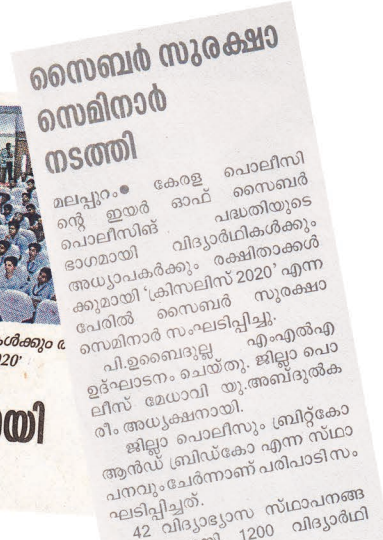 സൈബർ സുരക്ഷാ
സെമിനാർ
നടത്തി
മലപ്പുറം● കേരള പൊലീസി
ന്റെ ഇയർ ഓഫ് സൈബർ
പൊലീസിങ് പദ്ധതിയുടെ
ഭാഗമായി വിദ്യാർഥികൾക്കും
അധ്യാപകർക്കും രക്ഷിതാക്കൾ
ക്കുമായി ‘ക്രിസലിസ് 2020’ എന്ന
പേരിൽ സൈബർ സുരക്ഷാ
സെമിനാർ സംഘടിപ്പിച്ചു.
പി.ഉബൈദുല്ല എംഎൽഎ
ഉദ്ഘാടനം ചെയ്തു. ജില്ലാ പൊ
ലീസ് മേധാവി യു.അബ്ദുൽക
രീം അധ്യക്ഷനായി.
ജില്ലാ പൊലീസും ബ്രിറ്റ്കോ
ആൻഡ് ബ്രിഡ്കോ എന്ന സ്ഥാ
പനവും ചേർന്നാണ് പരിപാടി സം
ഘടിപ്പിച്ചത്.
42 വിദ്യാഭ്യാസ സ്ഥാപനങ്ങ
1200 വിദ്യാർഥി
കൾക്കും
020’
യി